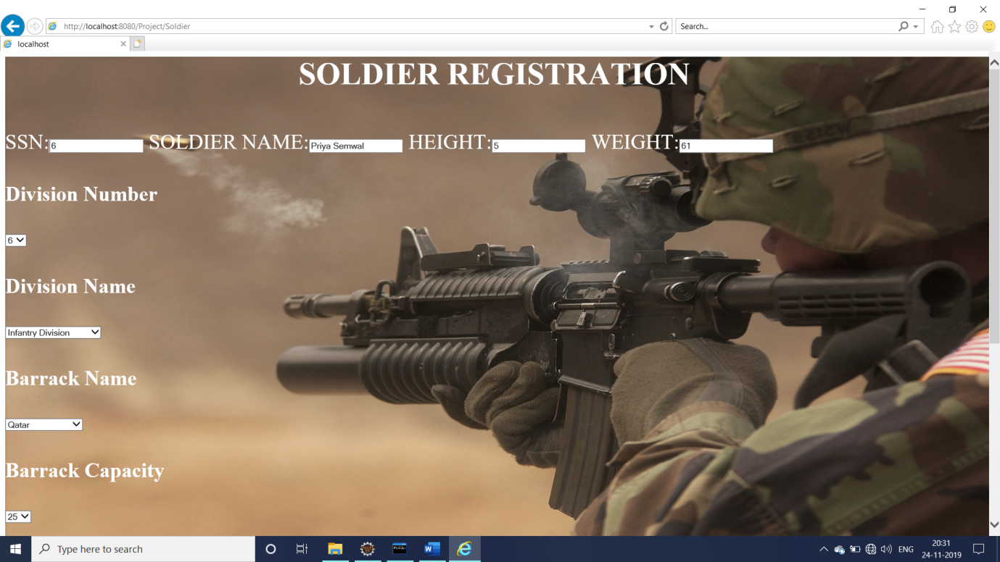 http://localhost:8080/Project/Soldier
Search...
localhost
SOLDIER REGISTRATION
SSN: 6 SOLDIER NAME: Priya Semwal HEIGHT: 5 WEIGHT: 61
Division Number
6
Division Name
Infantry Division
Barrack Name
Qatar
Barrack Capacity
25
Type here to search
ENG
20:31
24-11-2019